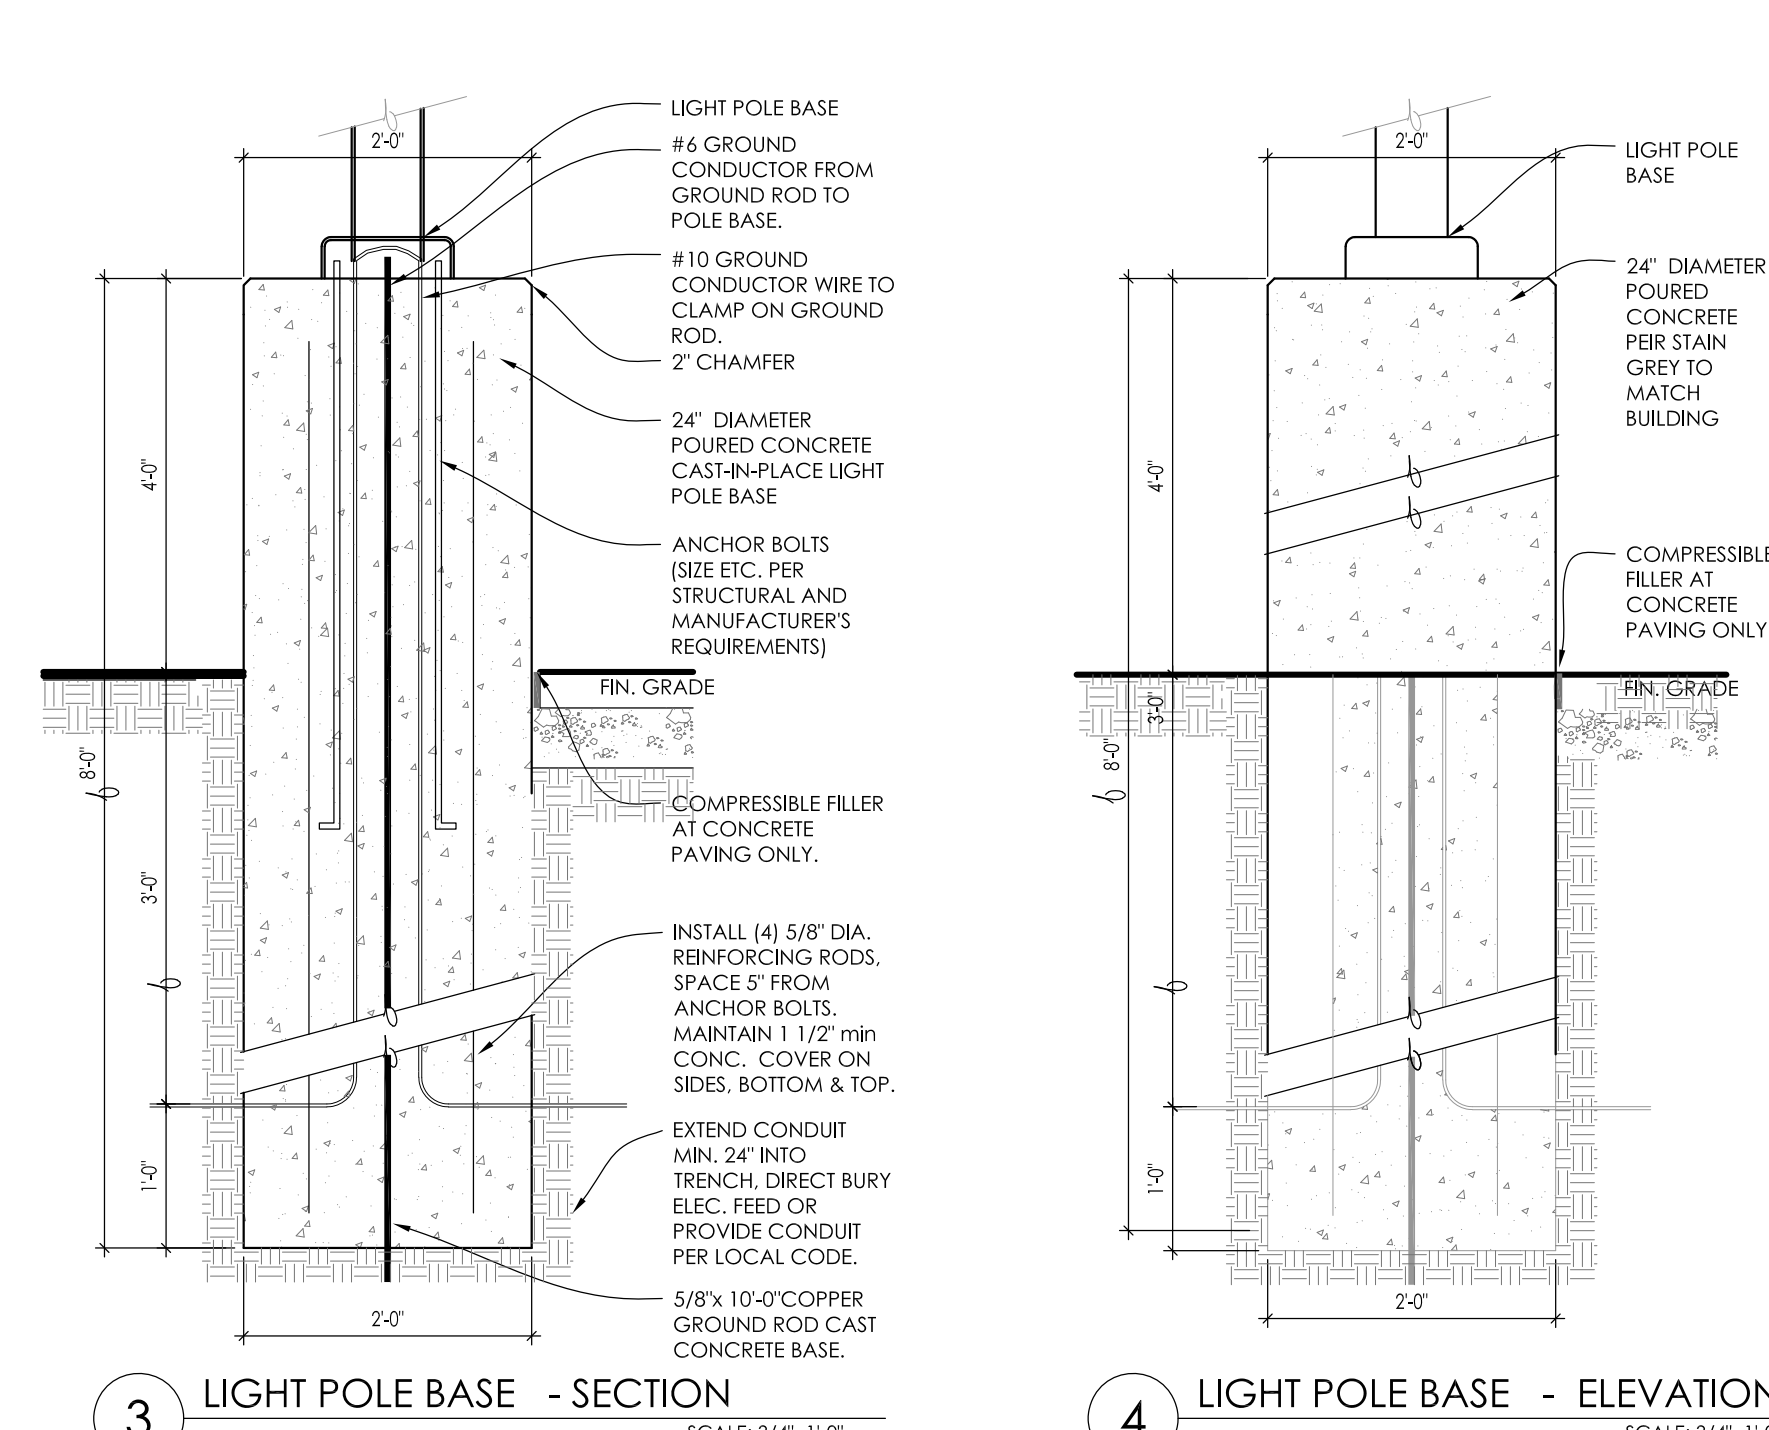 2'-0"
LIGHT POLE BASE
#6 GROUND
CONDUCTOR FROM
GROUND ROD TO
POLE BASE.
#10 GROUND
CONDUCTOR WIRE TO
CLAMP ON GROUND
ROD.
2" CHAMFER
24" DIAMETER
POURED CONCRETE
CAST-IN-PLACE LIGHT
POLE BASE
4'-0"
ANCHOR BOLTS
(SIZE ETC. PER
STRUCTURAL AND
MANUFACTURER'S
REQUIREMENTS)
FIN. GRADE
8'-0"
COMPRESSIBLE FILLER
AT CONCRETE
PAVING ONLY.
3'-0"
INSTALL (4) 5/8" DIA.
REINFORCING RODS,
SPACE 5" FROM
ANCHOR BOLTS.
MAINTAIN 1 1/2" min
CONC. COVER ON
SIDES, BOTTOM & TOP.
1'-0"
EXTEND CONDUIT
MIN. 24" INTO
TRENCH, DIRECT BURY
ELEC. FEED OR
PROVIDE CONDUIT
PER LOCAL CODE.
5/8"x 10'-0"COPPER
GROUND ROD CAST
CONCRETE BASE.
2'-0"
3
LIGHT POLE BASE - SECTION
2'-0"
LIGHT POLE
BASE
24" DIAMETER
POURED
CONCRETE
PEIR STAIN
GREY TO
MATCH
BUILDING
4'-0"
COMPRESSIBLE
FILLER AT
CONCRETE
PAVING ONLY
FIN. GRADE
3'-0"
8'-0"
1'-0"
2'-0"
4
LIGHT POLE BASE - ELEVATION